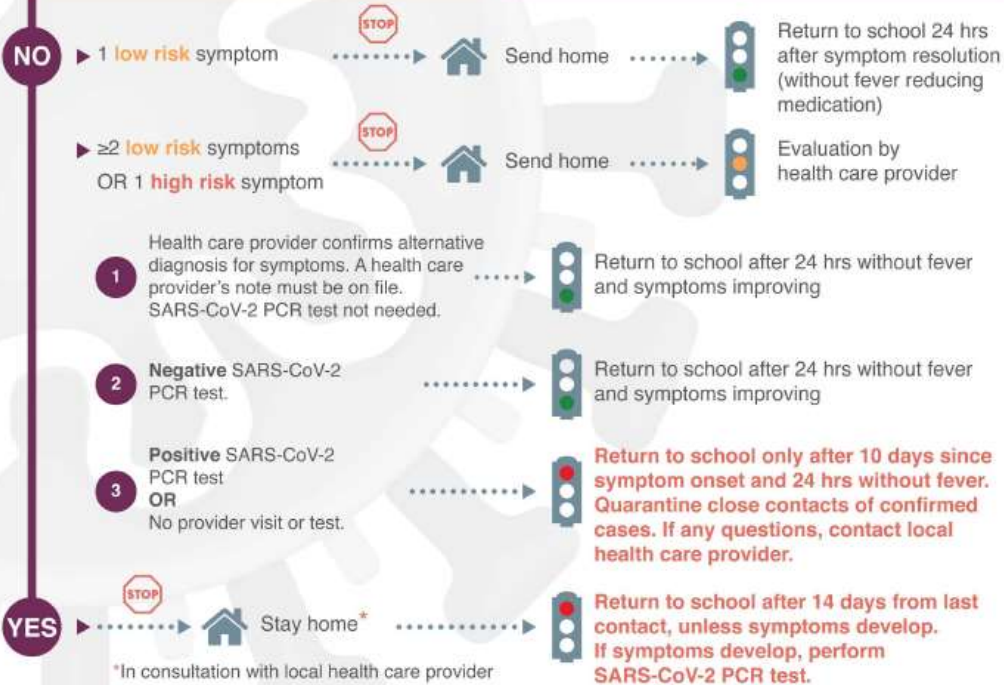 NO
1 low risk symptom
STOP
Send home
Return to school 24 hrs
after symptom resolution
(without fever reducing
medication)
≥2 low risk symptoms
OR 1 high risk symptom
STOP
Send home
Evaluation by
health care provider
1
Health care provider confirms alternative
diagnosis for symptoms. A health care
provider's note must be on file.
SARS-CoV-2 PCR test not needed.
Return to school after 24 hrs without fever
and symptoms improving
2
Negative SARS-CoV-2
PCR test.
Return to school after 24 hrs without fever
and symptoms improving
3
Positive SARS-CoV-2
PCR test
OR
No provider visit or test.
Return to school only after 10 days since
symptom onset and 24 hrs without fever.
Quarantine close contacts of confirmed
cases. If any questions, contact local
health care provider.
YES
STOP
Stay home*
*In consultation with local health care provider
Return to school after 14 days from last
contact, unless symptoms develop.
If symptoms develop, perform
SARS-CoV-2 PCR test.